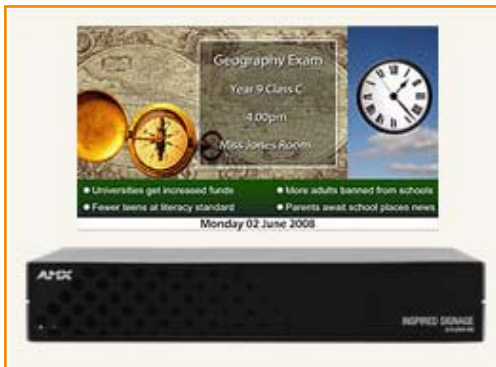 Geography Exam
Year 9 Class C
4.00pm
Miss Jones Room
Universities get increased funds
More adults banned from schools
Fewer teens at literacy standard
Parents await school places news
Monday 02 June 2008
AMX
INSPIRED SIGNAGE